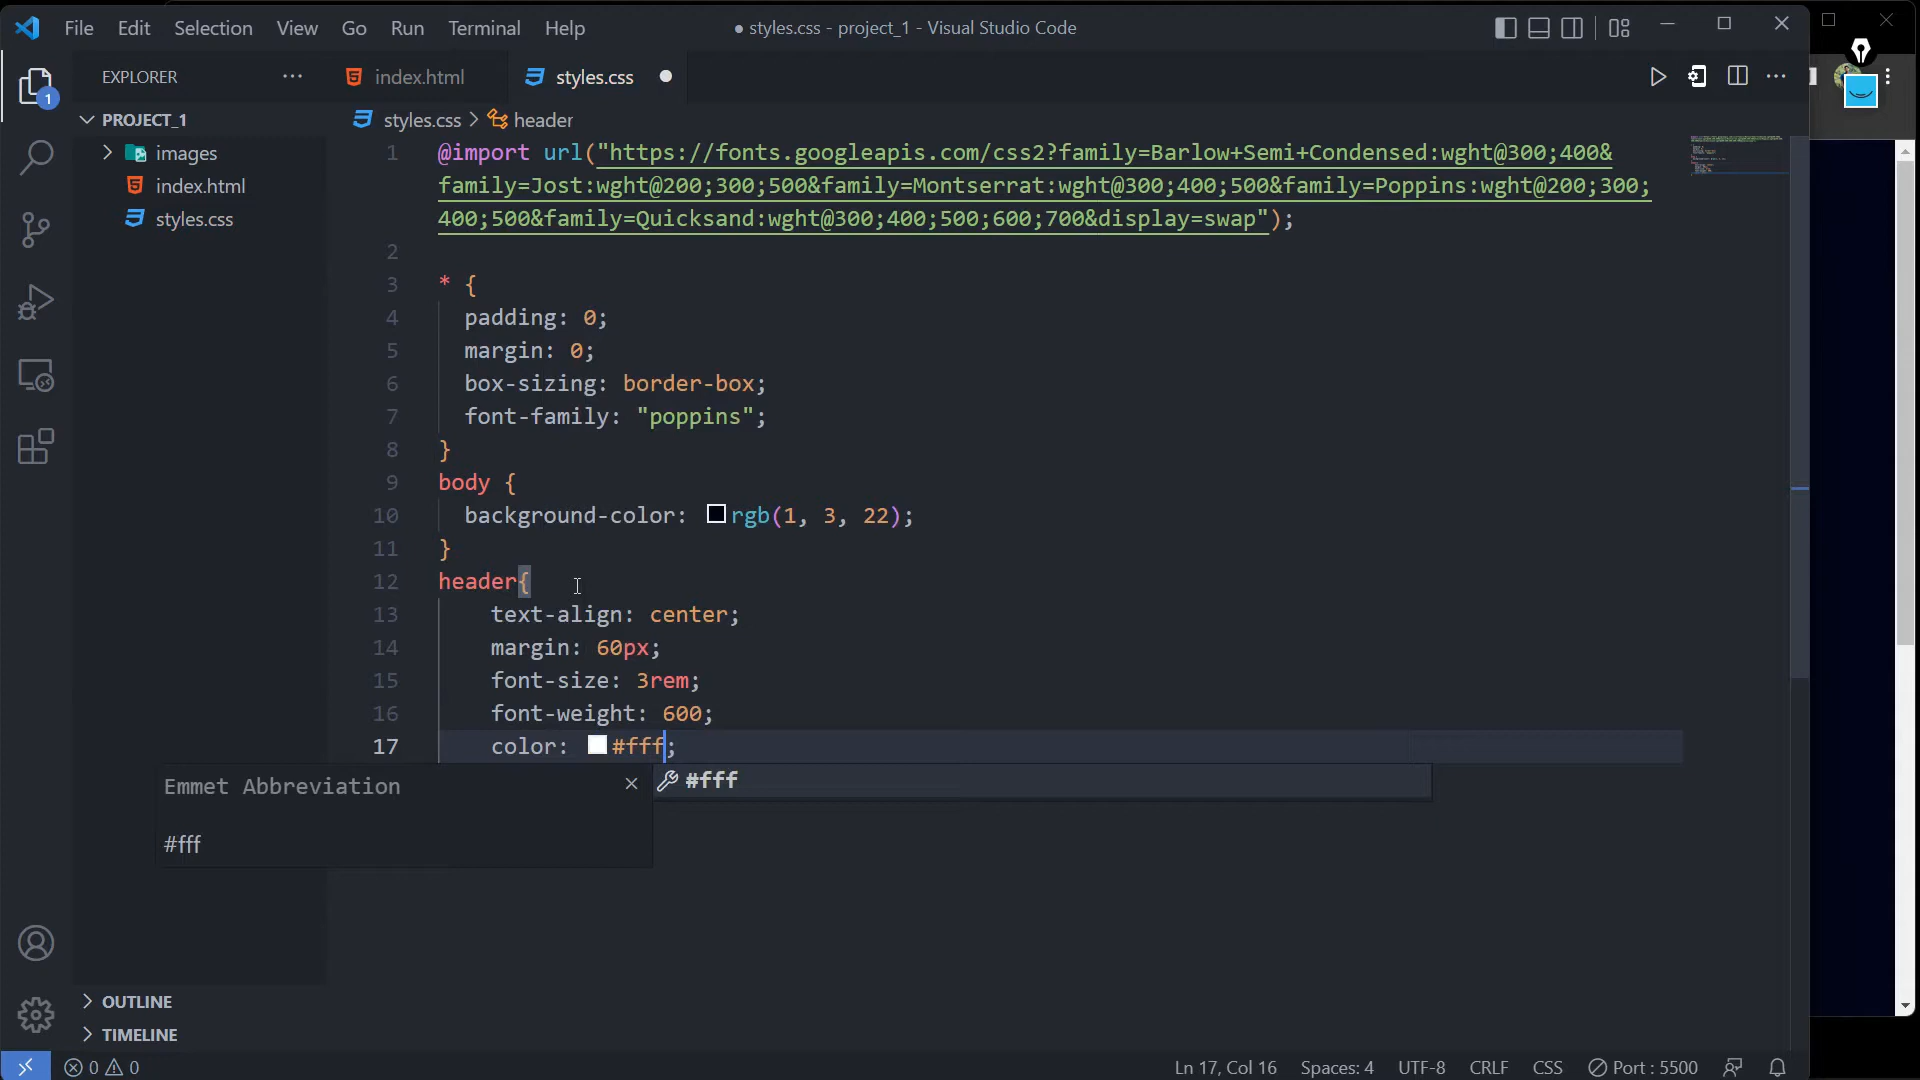 File Edit Selection View Go Run Terminal Help
● styles.css - project_1 - Visual Studio Code
EXPLORER ···
index.html
styles.css
1
PROJECT_1
images
index.html
styles.css
styles.css > header
1 @import url("https://fonts.googleapis.com/css2?family=Barlow+Semi+Condensed:wght@300;400&
family=Jost:wght@200;300;500&family=Montserrat:wght@300;400;500&family=Poppins:wght@200;300;
400;500&family=Quicksand:wght@300;400;500;600;700&display=swap");
2
3 * {
4 padding: 0;
5 margin: 0;
6 box-sizing: border-box;
7 font-family: "poppins";
8 }
9 body {
10 background-color: rgb(1, 3, 22);
11 }
12 header{
13 text-align: center;
14 margin: 60px;
15 font-size: 3rem;
16 font-weight: 600;
17 color: #fff;
Emmet Abbreviation
#fff
#fff
OUTLINE
TIMELINE
0 0
Ln 17, Col 16 Spaces: 4 UTF-8 CRLF CSS Port : 5500